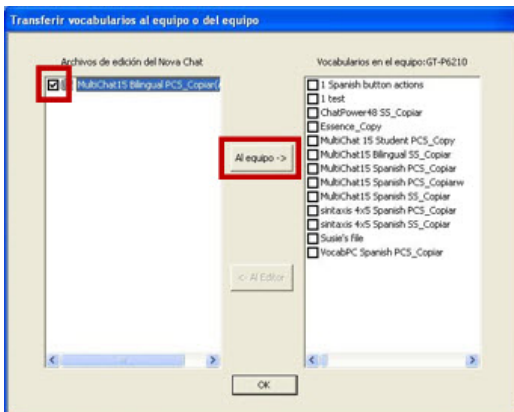 Transferir vocabularios al equipo o del equipo
Archivos de edición del Nova Chat
Vocabularios en el equipo:GT-P6210
MultiChat15 Bilingual PCS_Copiar(
1 Spanish button actions
1 test
ChatPower48 SS_Copiar
Essence_Copy
MultiChat 15 Student PCS_Copy
MultiChat15 Bilingual SS_Copiar
MultiChat15 Spanish PCS_Copiar
MultiChat15 Spanish PCS_Copiarw
MultiChat15 Spanish SS_Copiar
sintaxis 4x5 Spanish PCS_Copiar
sintaxis 4x5 Spanish SS_Copiar
Susie's file
VocabPC Spanish PCS_Copiar
Al equipo ->
<- Al Editor
OK